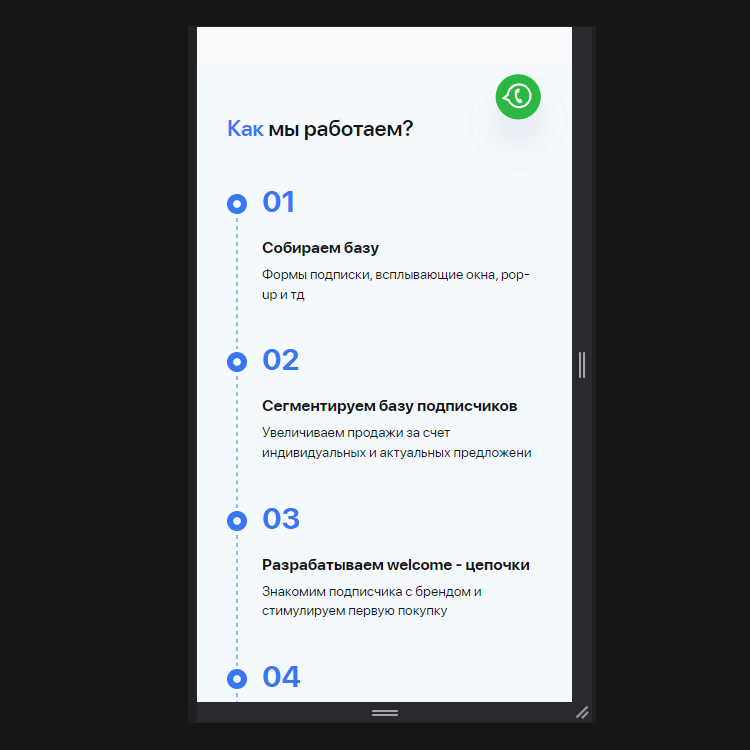 Как мы работаем?
01
Собираем базу
Формы подписки, всплывающие окна, pop-
up и тд
02
Сегментируем базу подписчиков
Увеличиваем продажи за счет
индивидуальных и актуальных предложени
03
Разрабатываем welcome - цепочки
Знакомим подписчика с брендом и
стимулируем первую покупку
04